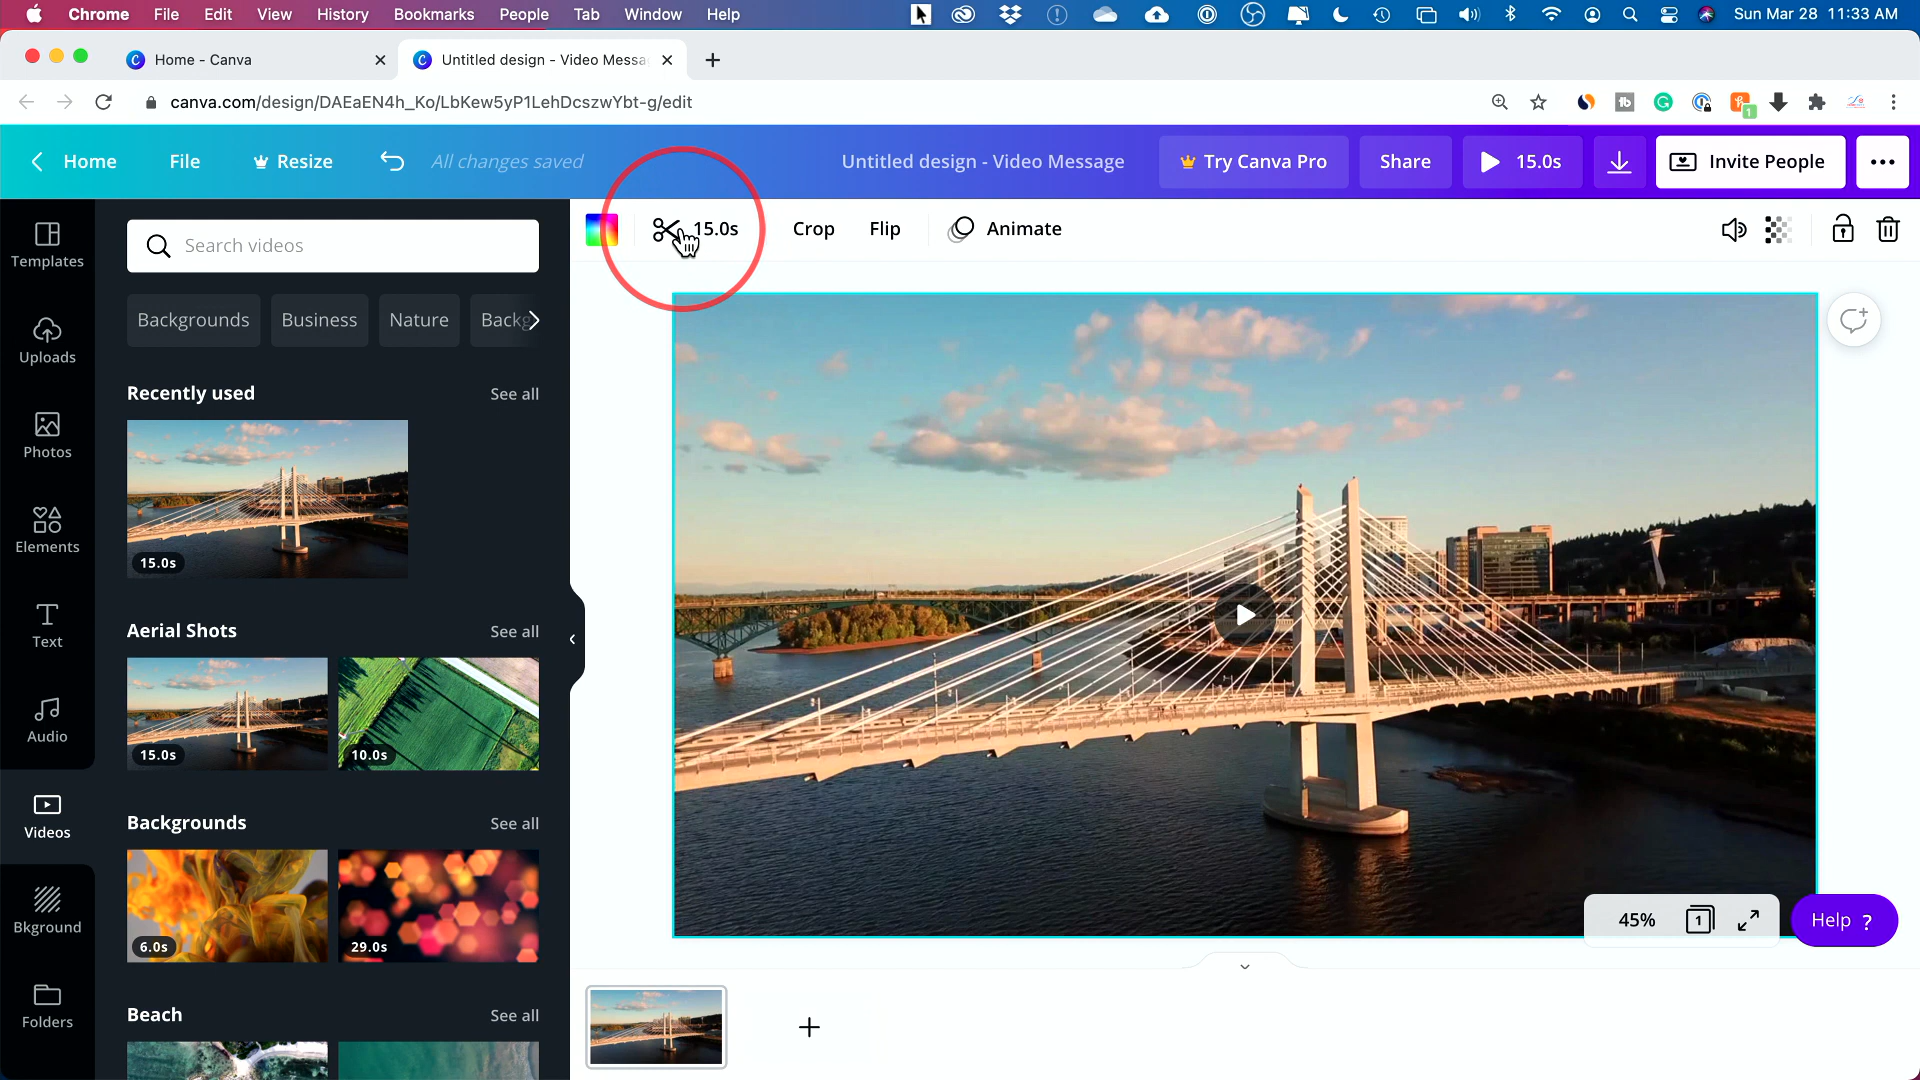 Chrome File Edit View History Bookmarks People Tab Window Help Sun Mar 28 11:33 AM
Home - Canva Untitled design - Video Messa
canva.com/design/DAEaEN4h_Ko/LbKew5yP1LehDcszwYbt-g/edit
Home File Resize All changes saved Untitled design - Video Message Try Canva Pro Share 15.0s Invite People
15.0s Crop Flip Animate
Templates
Uploads
Photos
Elements
Text
Audio
Videos
Bkground
Folders
Search videos
Backgrounds Business Nature Backg
Recently used See all
15.0s
Aerial Shots See all
15.0s 10.0s
Backgrounds See all
6.0s 29.0s
Beach See all
45% 1 Help ?